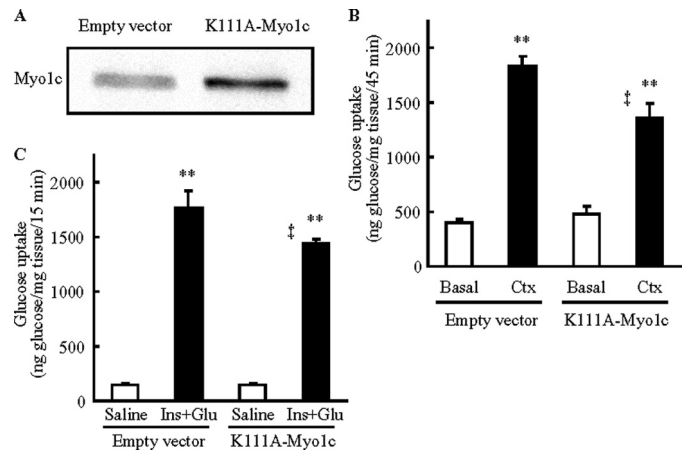 A
Empty vector K111A-Myo1c
Myo1c
B
Glucose uptake
(ng glucose/mg tissue/45 min)
2000
1500
1000
500
0
**
‡ **
Basal Ctx Basal Ctx
Empty vector K111A-Myo1c
C
Glucose uptake
(ng glucose/mg tissue/15 min)
2000
1500
1000
500
0
**
‡ **
Saline Ins+Glu Saline Ins+Glu
Empty vector K111A-Myo1c